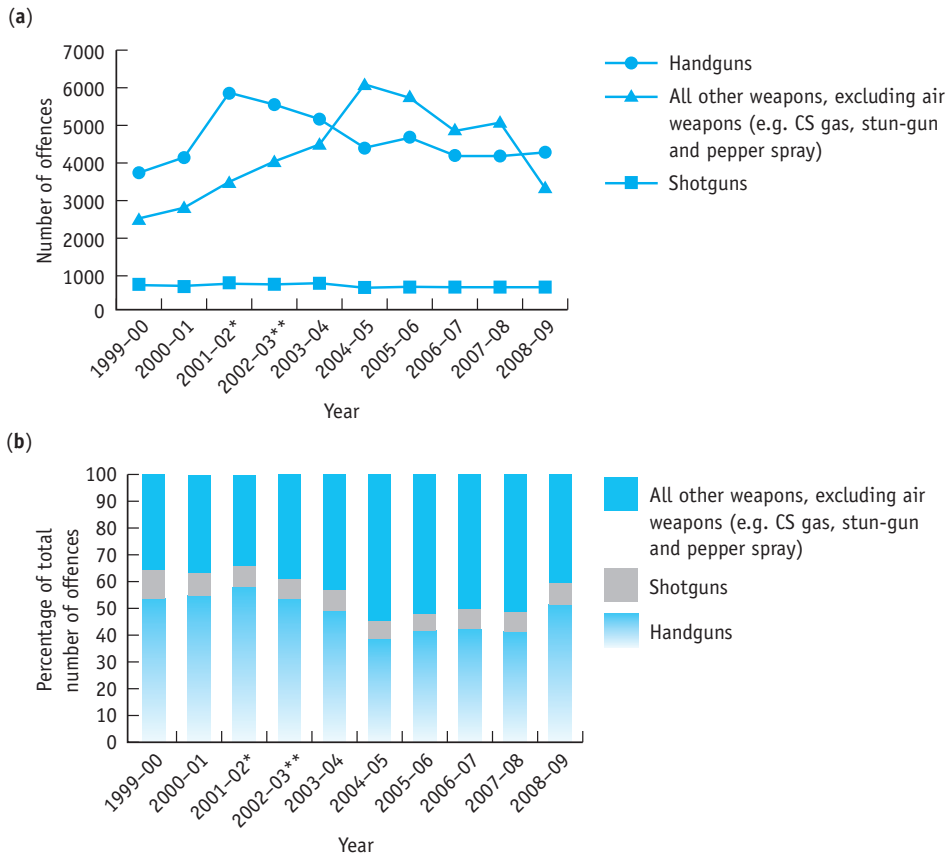 (a)
7000
6000
5000
4000
3000
2000
1000
0
Number of offences
1999–00
2000–01
2001–02*
2002–03**
2003–04
2004–05
2005–06
2006–07
2007–08
2008–09
Year
Handguns
All other weapons, excluding air
weapons (e.g. CS gas, stun-gun
and pepper spray)
Shotguns
(b)
100
90
80
70
60
50
40
30
20
10
0
Percentage of total
number of offences
1999–00
2000–01
2001–02*
2002–03**
2003–04
2004–05
2005–06
2006–07
2007–08
2008–09
Year
All other weapons, excluding air
weapons (e.g. CS gas, stun-gun
and pepper spray)
Shotguns
Handguns